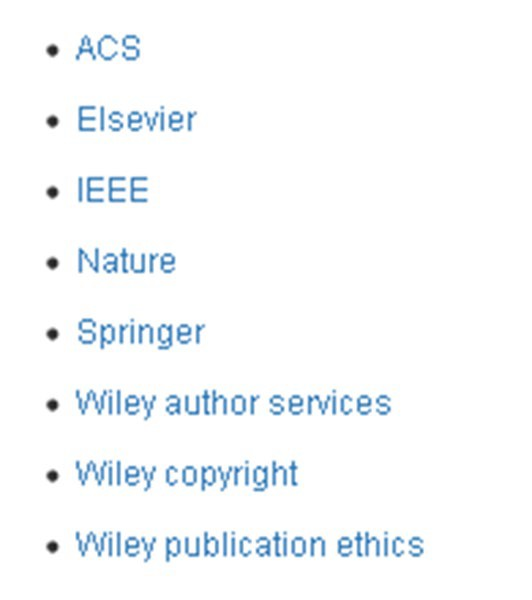 ACS
Elsevier
IEEE
Nature
Springer
Wiley author services
Wiley copyright
Wiley publication ethics